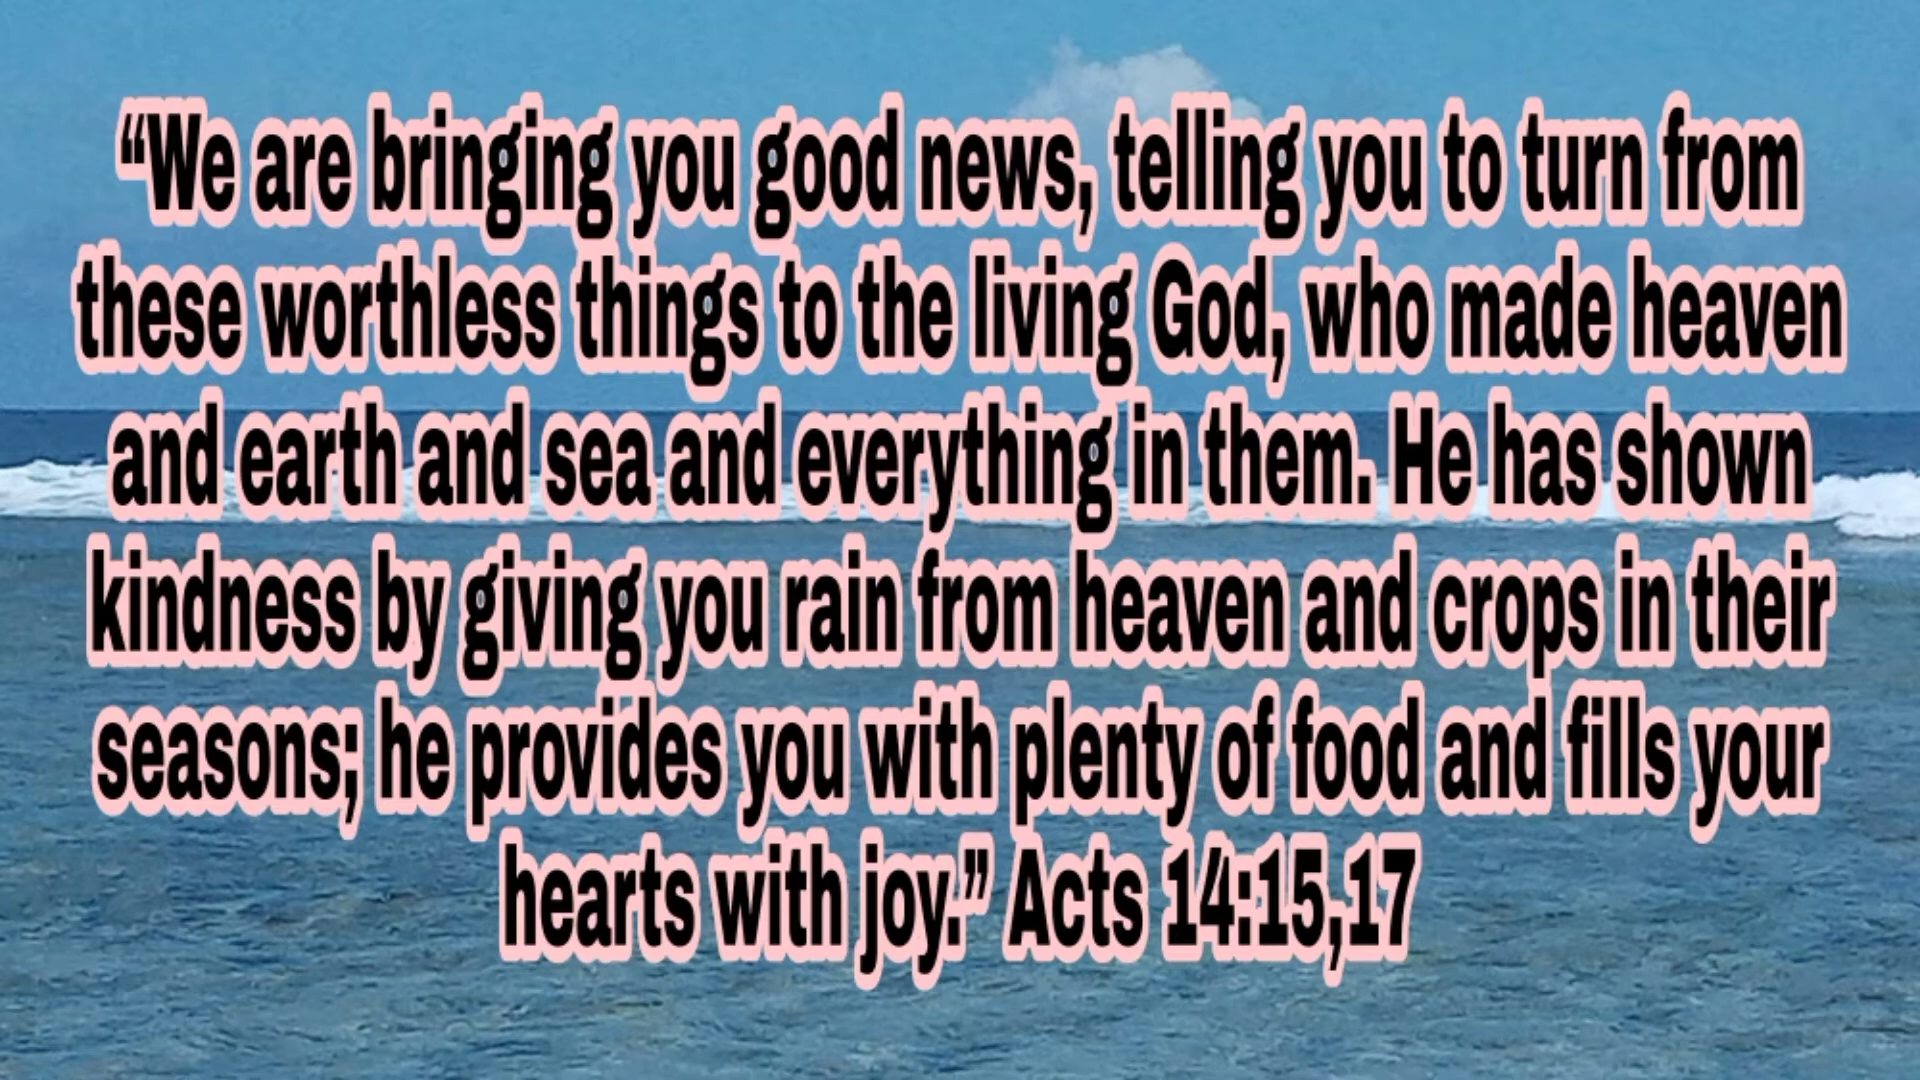 “We are bringing you good news, telling you to turn from
these worthless things to the living God, who made heaven
and earth and sea and everything in them. He has shown
kindness by giving you rain from heaven and crops in their
seasons; he provides you with plenty of food and fills your
hearts with joy.” Acts 14:15,17